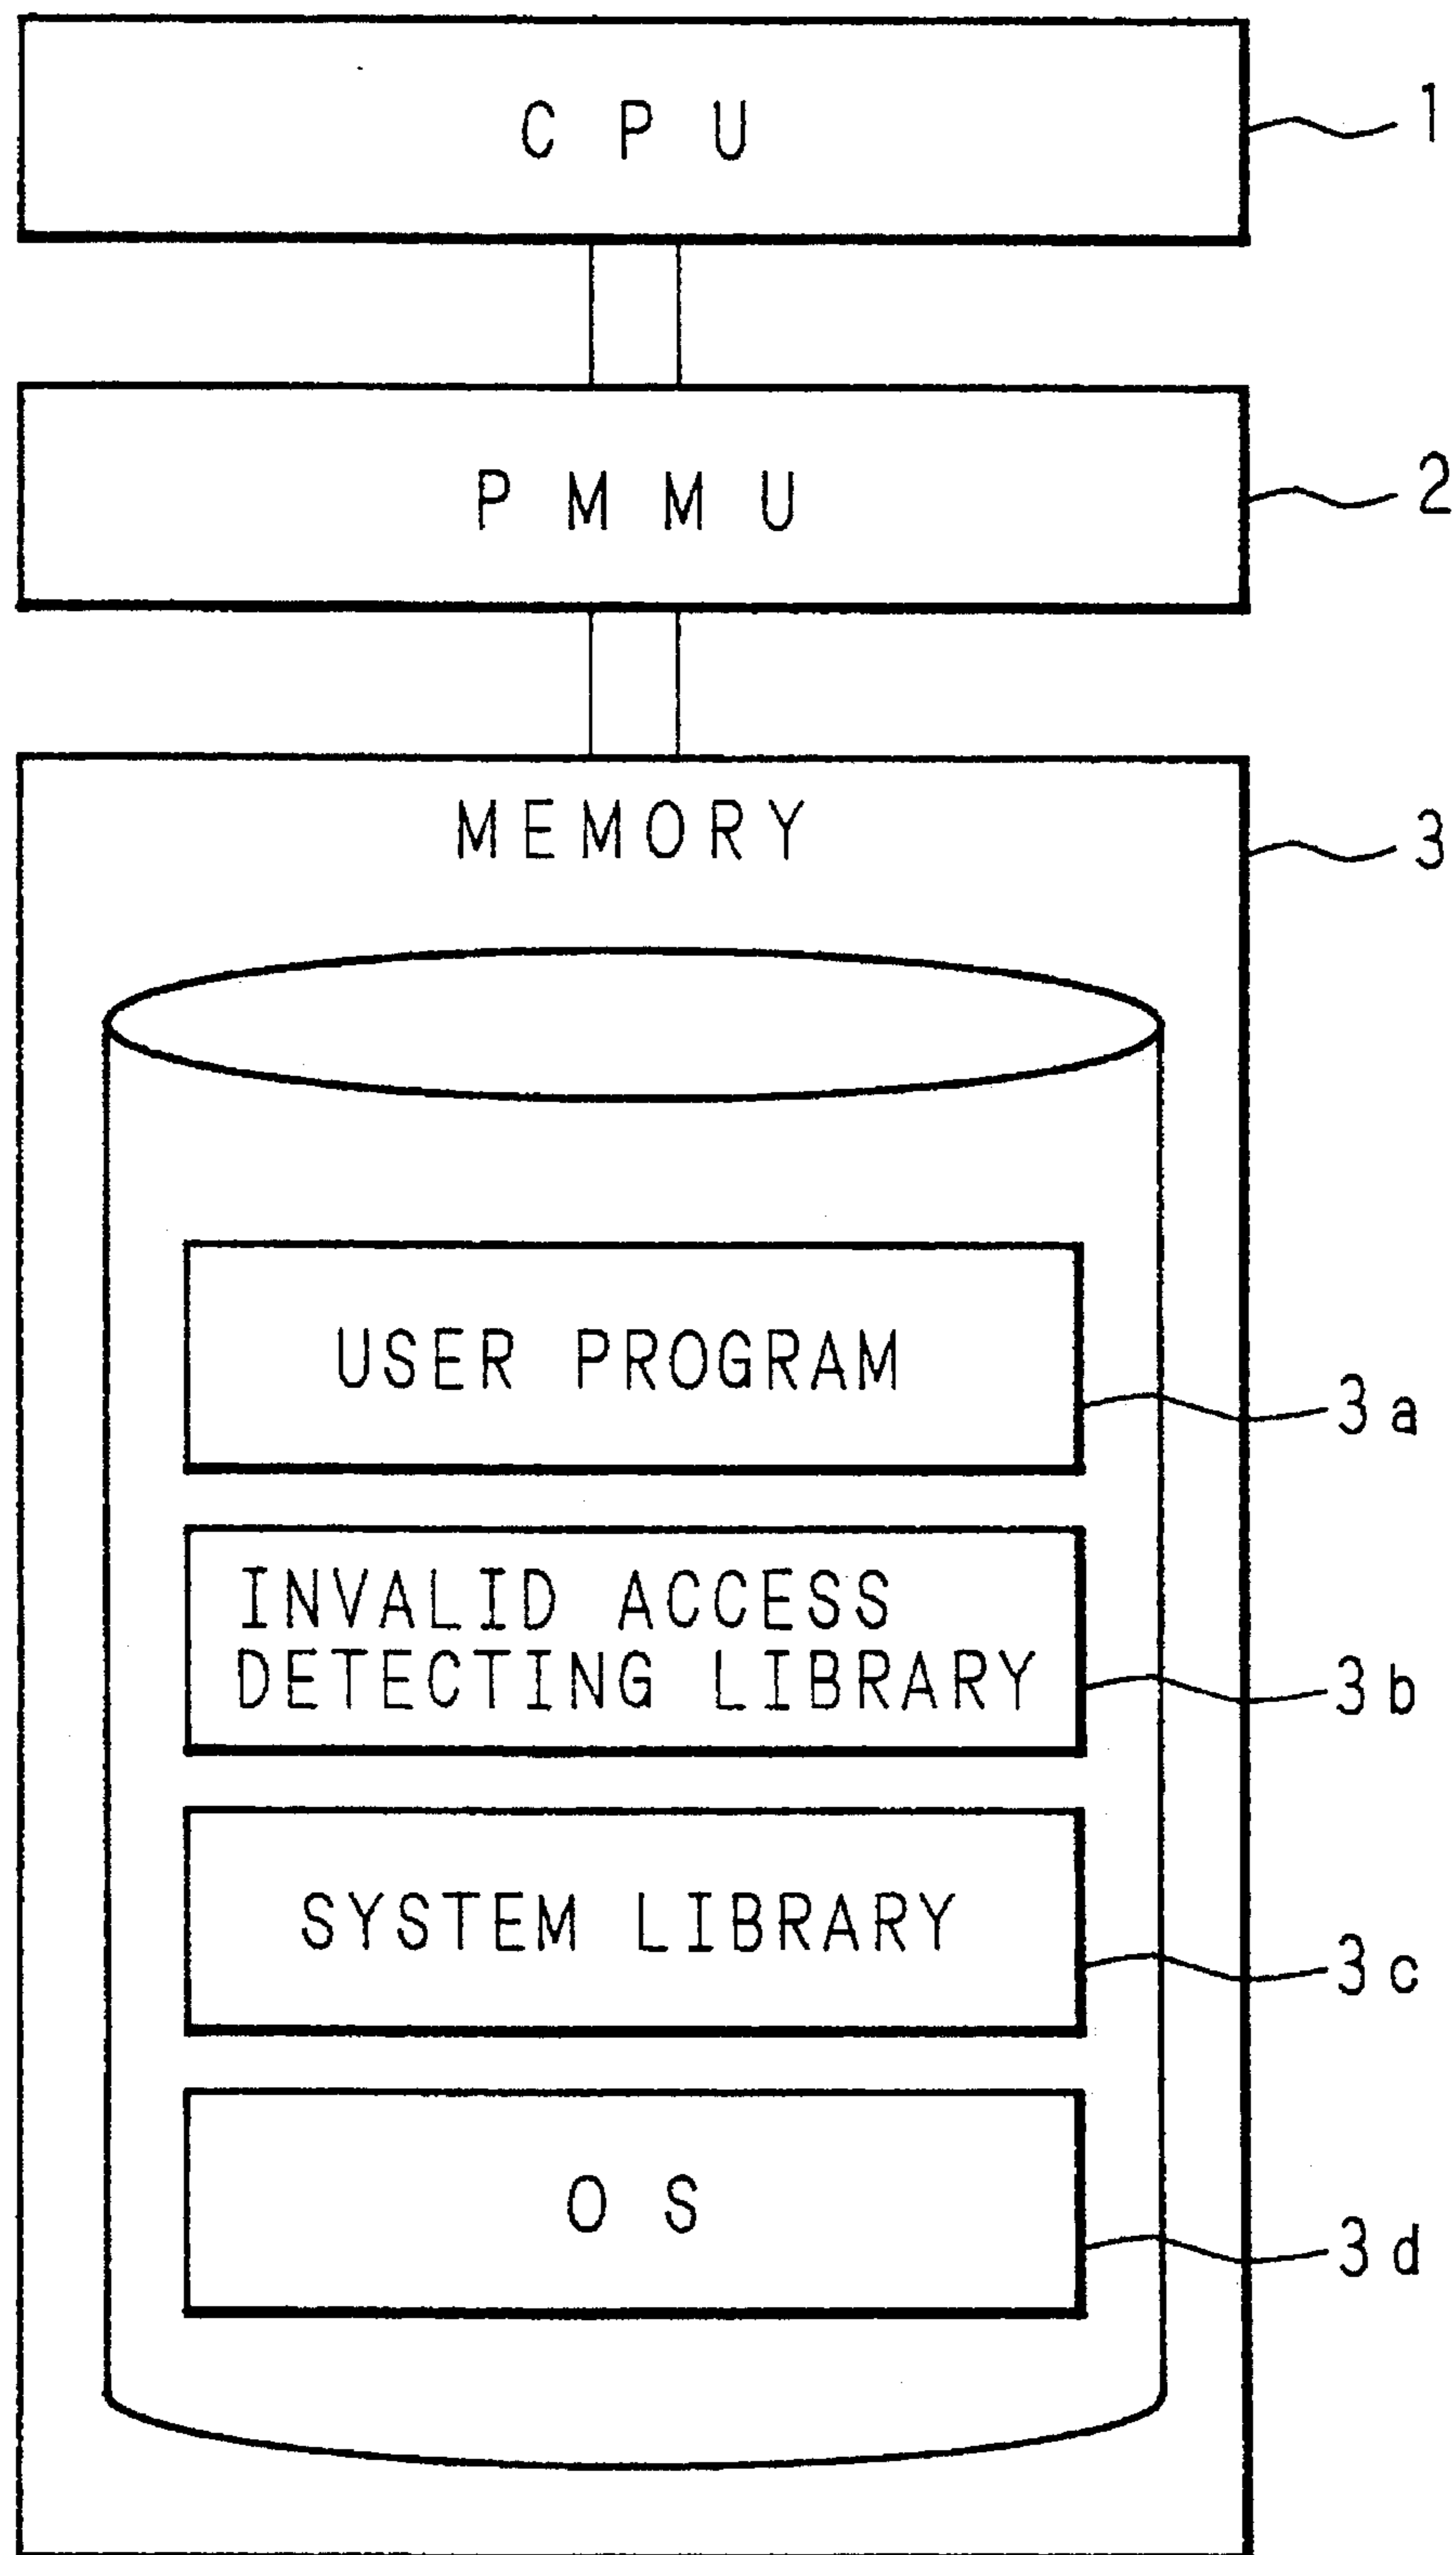 CPU
1
PMMU
2
MEMORY
3
USER PROGRAM
3a
INVALID ACCESS
DETECTING LIBRARY
3b
SYSTEM LIBRARY
3c
OS
3d